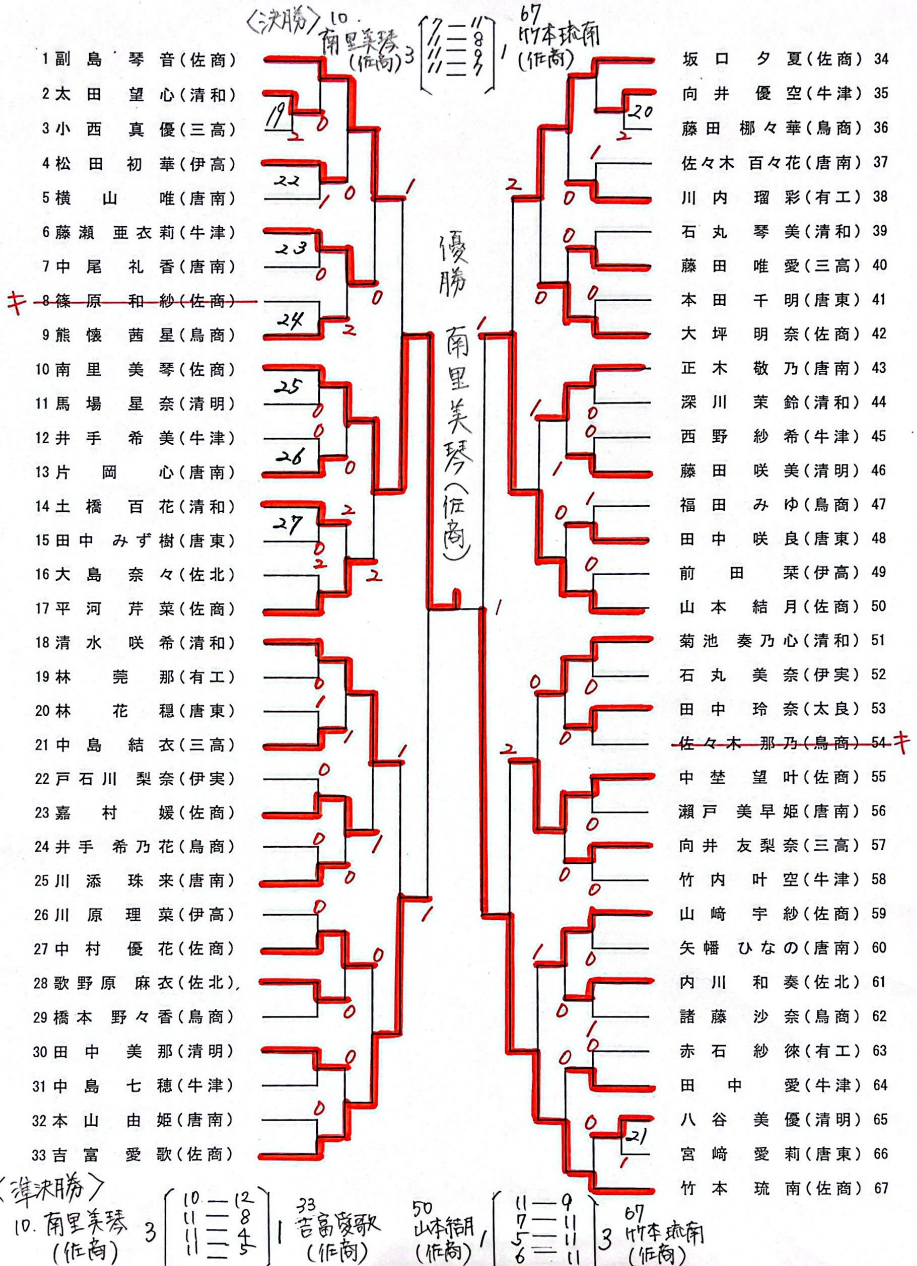 〈決勝〉
10.
南里美琴
(佐商)
3
11 — 8
11 — 9
1
67
竹本琉南
(佐商)
1 副島琴音(佐商)
2 太田望心(清和)
3 小西真優(三高)
4 松田初華(伊高)
5 横山唯(唐南)
6 藤瀬亜衣莉(牛津)
7 中尾礼香(唐南)
キ 8 篠原和紗(佐商)
9 熊懐茜星(鳥商)
10 南里美琴(佐商)
11 馬場星奈(清明)
12 井手希美(牛津)
13 片岡心(唐南)
14 土橋百花(清和)
15 田中みず樹(唐東)
16 大島奈々(佐北)
17 平河芹菜(佐商)
18 清水咲希(清和)
19 林莞那(有工)
20 林花穏(唐東)
21 中島結衣(三高)
22 戸石川梨奈(伊実)
23 嘉村媛(佐商)
24 井手希乃花(鳥商)
25 川添珠来(唐南)
26 川原理菜(伊高)
27 中村優花(佐商)
28 歌野原麻衣(佐北)
29 橋本野々香(鳥商)
30 田中美那(清明)
31 中島七穂(牛津)
32 本山由姫(唐南)
33 吉富愛歌(佐商)
19
22
23
24
25
26
27
優勝 南里美琴(佐商)
坂口夕夏(佐商) 34
向井優空(牛津) 35
藤田梛々華(鳥商) 36
佐々木百々花(唐南) 37
川内瑠彩(有工) 38
石丸琴美(清和) 39
藤田唯愛(三高) 40
本田千明(唐東) 41
大坪明奈(佐商) 42
正木敬乃(唐南) 43
深川茉鈴(清和) 44
西野紗希(牛津) 45
藤田咲美(清明) 46
福田みゆ(鳥商) 47
田中咲良(唐東) 48
前田栞(伊高) 49
山本結月(佐商) 50
菊池奏乃心(清和) 51
石丸美奈(伊実) 52
田中玲奈(太良) 53
佐々木那乃(鳥商) 54 キ
中埜望叶(佐商) 55
瀬戸美早姫(唐南) 56
向井友梨奈(三高) 57
竹内叶空(牛津) 58
山﨑宇紗(佐商) 59
矢幡ひなの(唐南) 60
内川和奏(佐北) 61
諸藤沙奈(鳥商) 62
赤石紗徠(有工) 63
田中愛(牛津) 64
八谷美優(清明) 65
宮﨑愛莉(唐東) 66
竹本琉南(佐商) 67
20
21
〈準決勝〉
10. 南里美琴
(佐商)
3
10 — 12
11 — 8
11 — 4
11 — 5
1
33
吉富愛歌
(佐商)
50
山本結月
(佐商)
1
11 — 9
7 — 11
5 — 11
6 — 11
3
67
竹本琉南
(佐商)